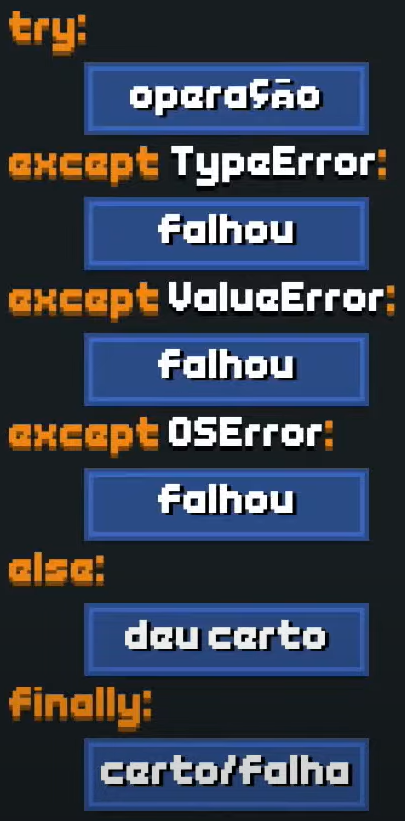 try:
operação
except TypeError:
falhou
except ValueError:
falhou
except OSError:
falhou
else:
deu certo
finally:
certo/falha